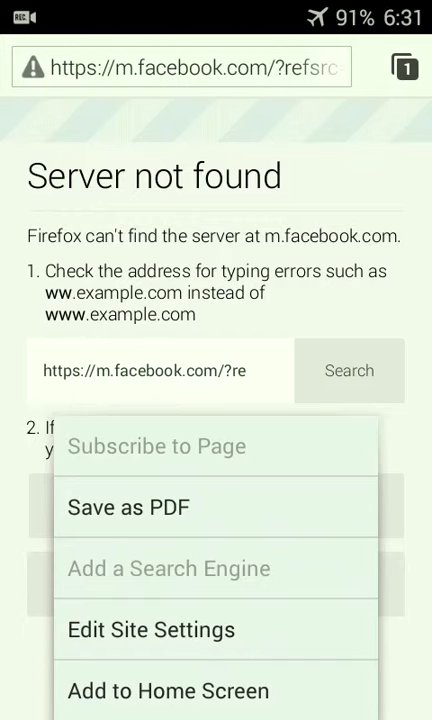 REC.
91% 6:31
https://m.facebook.com/?refsrc=
1
Server not found
Firefox can't find the server at m.facebook.com.
1. Check the address for typing errors such as
ww.example.com instead of
www.example.com
https://m.facebook.com/?re
Search
2. If
y
Subscribe to Page
Save as PDF
Add a Search Engine
Edit Site Settings
Add to Home Screen